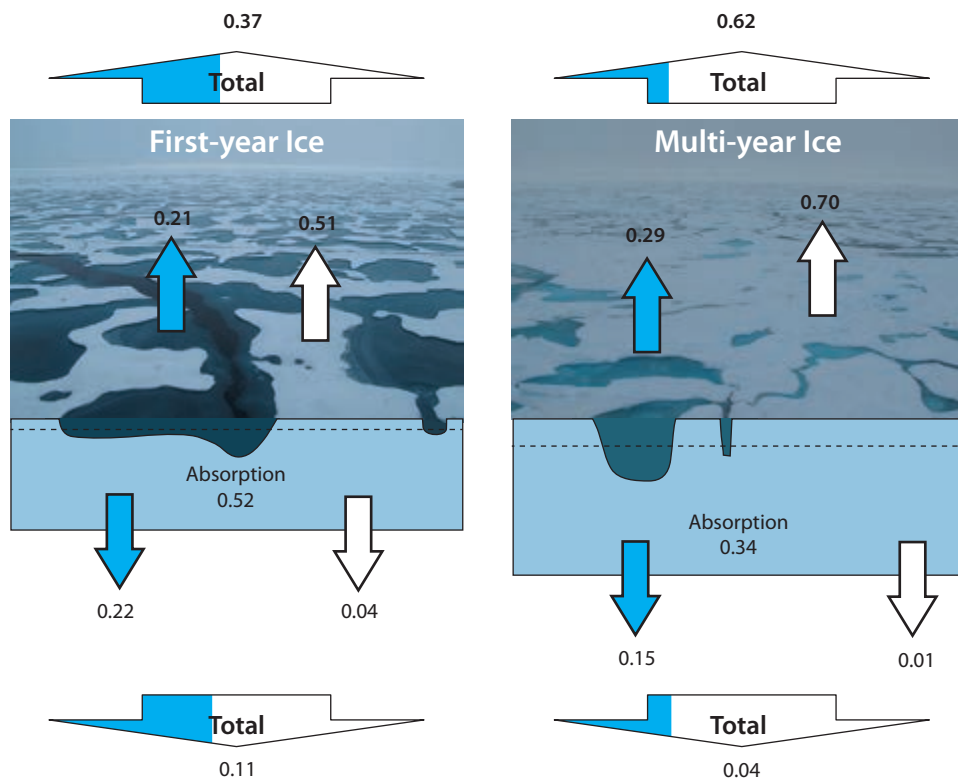 0.37
Total
First-year Ice
0.21
0.51
Absorption
0.52
0.22
0.04
Total
0.11
0.62
Total
Multi-year Ice
0.29
0.70
Absorption
0.34
0.15
0.01
Total
0.04